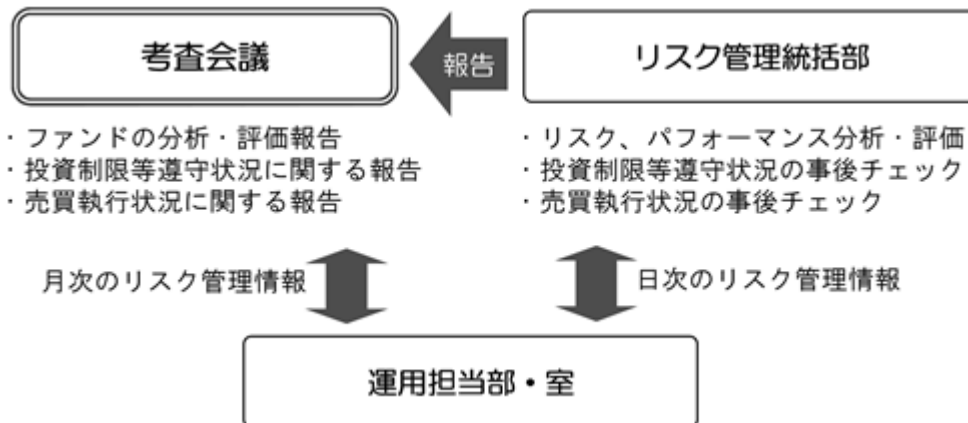 考査会議
報告
リスク管理統括部
・ファンドの分析・評価報告
・投資制限等遵守状況に関する報告
・売買執行状況に関する報告
・リスク、パフォーマンス分析・評価
・投資制限等遵守状況の事後チェック
・売買執行状況の事後チェック
月次のリスク管理情報
日次のリスク管理情報
運用担当部・室